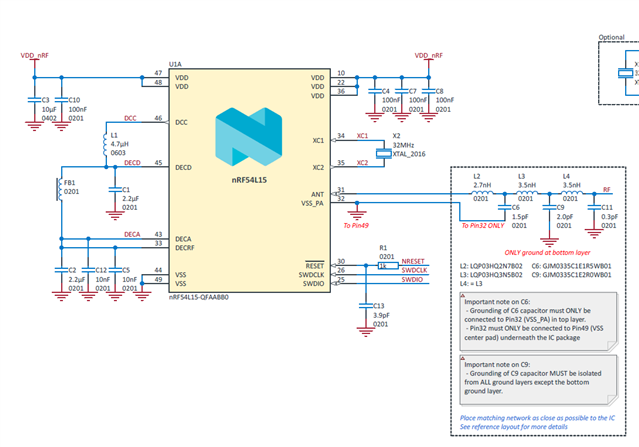 Optional
VDD_nRF
U1A
VDD_nRF
47
VDD
VDD
10
48
VDD
VDD
22
VDD
36
C3
10µF
0402
C10
100nF
0201
C4
100nF
0201
C7
100nF
0201
C8
100nF
0201
DCC
46
DCC
L1
4.7µH
0603
XC1
34
XC1
X2
32MHz
XTAL_2016
XC2
35
XC2
DECD
45
DECD
nRF54L15
FB1
0201
C1
2.2µF
0201
ANT
31
VSS_PA
32
To Pin49
L2
2.7nH
L3
3.5nH
L4
3.5nH
RF
To Pin32 ONLY
C6
1.5pF
0201
C9
2.0pF
0201
C11
0.3pF
0201
ONLY ground at bottom layer
DECA
43
DECA
33
DECRF
C2
2.2µF
0201
C12
10nF
0201
C5
10nF
0201
44
VSS
49
VSS
RESET
30
SWDCLK
26
SWDIO
25
R1
0201
1k
NRESET
SWDCLK
SWDIO
nRF54L15-QFAABB0
C13
3.9pF
0201
L2: LQP03HQ2N7B02 C6: GJM0335C1E1R5WB01
L3: LQP03HQ3N5B02 C9: GJM0335C1E2R0WB01
L4: = L3
Important note on C6:
- Grounding of C6 capacitor must ONLY be
connected to Pin32 (VSS_PA) in top layer.
- Pin32 must ONLY be connected to Pin49 (VSS
center pad) underneath the IC package
Important note on C9:
- Grounding of C9 capacitor MUST be isolated
from ALL ground layers except the bottom
ground layer.
Place matching network as close as possible to the IC
See reference layout for more details